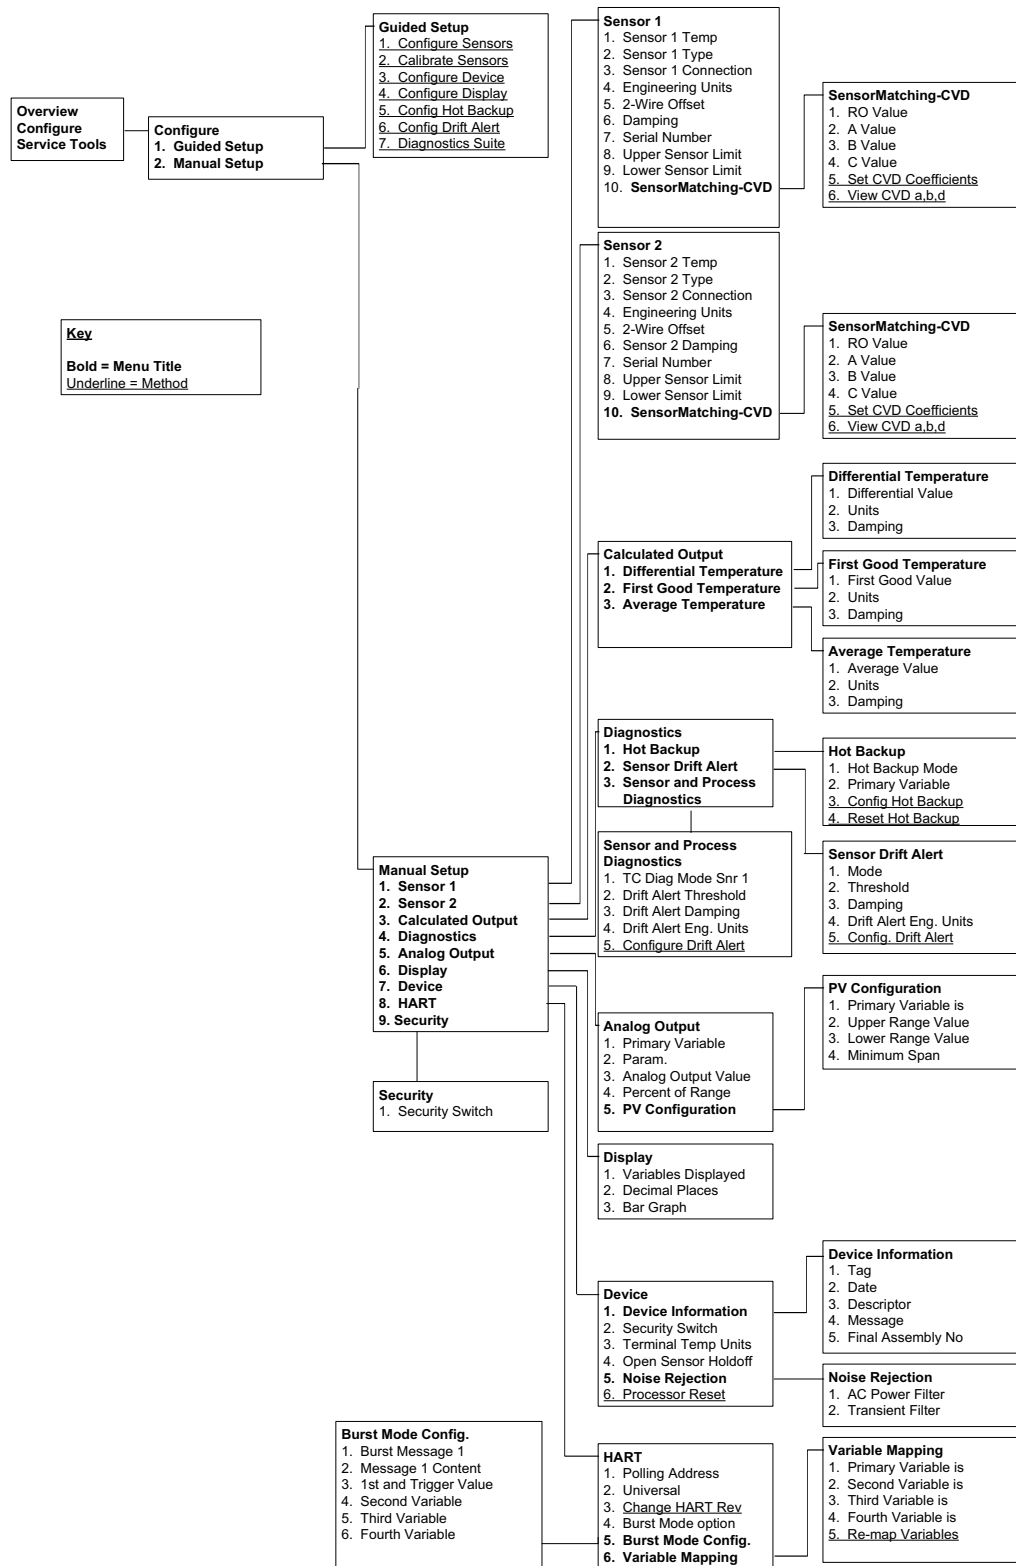 Overview
Configure
Service Tools
Configure
1. Guided Setup
2. Manual Setup
Guided Setup
1. Configure Sensors
2. Calibrate Sensors
3. Configure Device
4. Configure Display
5. Config Hot Backup
6. Config Drift Alert
7. Diagnostics Suite
Key
Bold = Menu Title
Underline = Method
Sensor 1
1. Sensor 1 Temp
2. Sensor 1 Type
3. Sensor 1 Connection
4. Engineering Units
5. 2-Wire Offset
6. Damping
7. Serial Number
8. Upper Sensor Limit
9. Lower Sensor Limit
10. SensorMatching-CVD
SensorMatching-CVD
1. RO Value
2. A Value
3. B Value
4. C Value
5. Set CVD Coefficients
6. View CVD a,b,d
Sensor 2
1. Sensor 2 Temp
2. Sensor 2 Type
3. Sensor 2 Connection
4. Engineering Units
5. 2-Wire Offset
6. Sensor 2 Damping
7. Serial Number
8. Upper Sensor Limit
9. Lower Sensor Limit
10. SensorMatching-CVD
SensorMatching-CVD
1. RO Value
2. A Value
3. B Value
4. C Value
5. Set CVD Coefficients
6. View CVD a,b,d
Calculated Output
1. Differential Temperature
2. First Good Temperature
3. Average Temperature
Differential Temperature
1. Differential Value
2. Units
3. Damping
First Good Temperature
1. First Good Value
2. Units
3. Damping
Average Temperature
1. Average Value
2. Units
3. Damping
Diagnostics
1. Hot Backup
2. Sensor Drift Alert
3. Sensor and Process
Diagnostics
Hot Backup
1. Hot Backup Mode
2. Primary Variable
3. Config Hot Backup
4. Reset Hot Backup
Sensor and Process
Diagnostics
1. TC Diag Mode Snr 1
2. Drift Alert Threshold
3. Drift Alert Damping
4. Drift Alert Eng. Units
5. Configure Drift Alert
Sensor Drift Alert
1. Mode
2. Threshold
3. Damping
4. Drift Alert Eng. Units
5. Config. Drift Alert
Manual Setup
1. Sensor 1
2. Sensor 2
3. Calculated Output
4. Diagnostics
5. Analog Output
6. Display
7. Device
8. HART
9. Security
Security
1. Security Switch
Analog Output
1. Primary Variable
2. Param.
3. Analog Output Value
4. Percent of Range
5. PV Configuration
PV Configuration
1. Primary Variable is
2. Upper Range Value
3. Lower Range Value
4. Minimum Span
Display
1. Variables Displayed
2. Decimal Places
3. Bar Graph
Device
1. Device Information
2. Security Switch
3. Terminal Temp Units
4. Open Sensor Holdoff
5. Noise Rejection
6. Processor Reset
Device Information
1. Tag
2. Date
3. Descriptor
4. Message
5. Final Assembly No
Noise Rejection
1. AC Power Filter
2. Transient Filter
Burst Mode Config.
1. Burst Message 1
2. Message 1 Content
3. 1st and Trigger Value
4. Second Variable
5. Third Variable
6. Fourth Variable
HART
1. Polling Address
2. Universal
3. Change HART Rev
4. Burst Mode option
5. Burst Mode Config.
6. Variable Mapping
Variable Mapping
1. Primary Variable is
2. Second Variable is
3. Third Variable is
4. Fourth Variable is
5. Re-map Variables